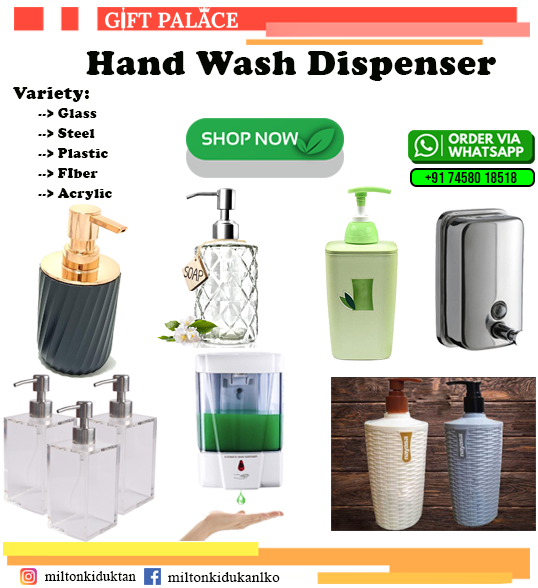 GIFT PALACE
Hand Wash Dispenser
Variety:
--> Glass
--> Steel
--> Plastic
--> FIber
--> Acrylic
SHOP NOW
ORDER VIA
WHATSAPP
+91 74580 18518
SOAP
miltonkiduktan
miltonkidukanlko